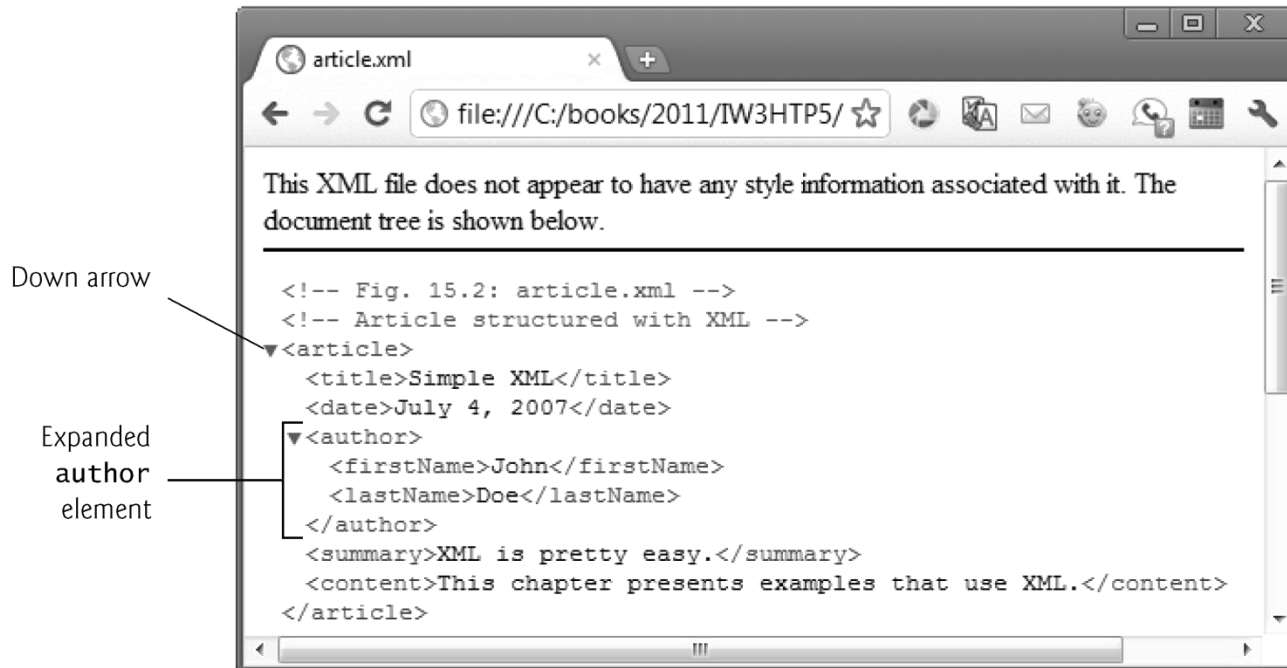 article.xml
file:///C:/books/2011/IW3HTP5/
This XML file does not appear to have any style information associated with it. The
document tree is shown below.
Down arrow
<!-- Fig. 15.2: article.xml -->
<!-- Article structured with XML -->
▼<article>
<title>Simple XML</title>
<date>July 4, 2007</date>
Expanded
author
element
▼<author>
<firstName>John</firstName>
<lastName>Doe</lastName>
</author>
<summary>XML is pretty easy.</summary>
<content>This chapter presents examples that use XML.</content>
</article>